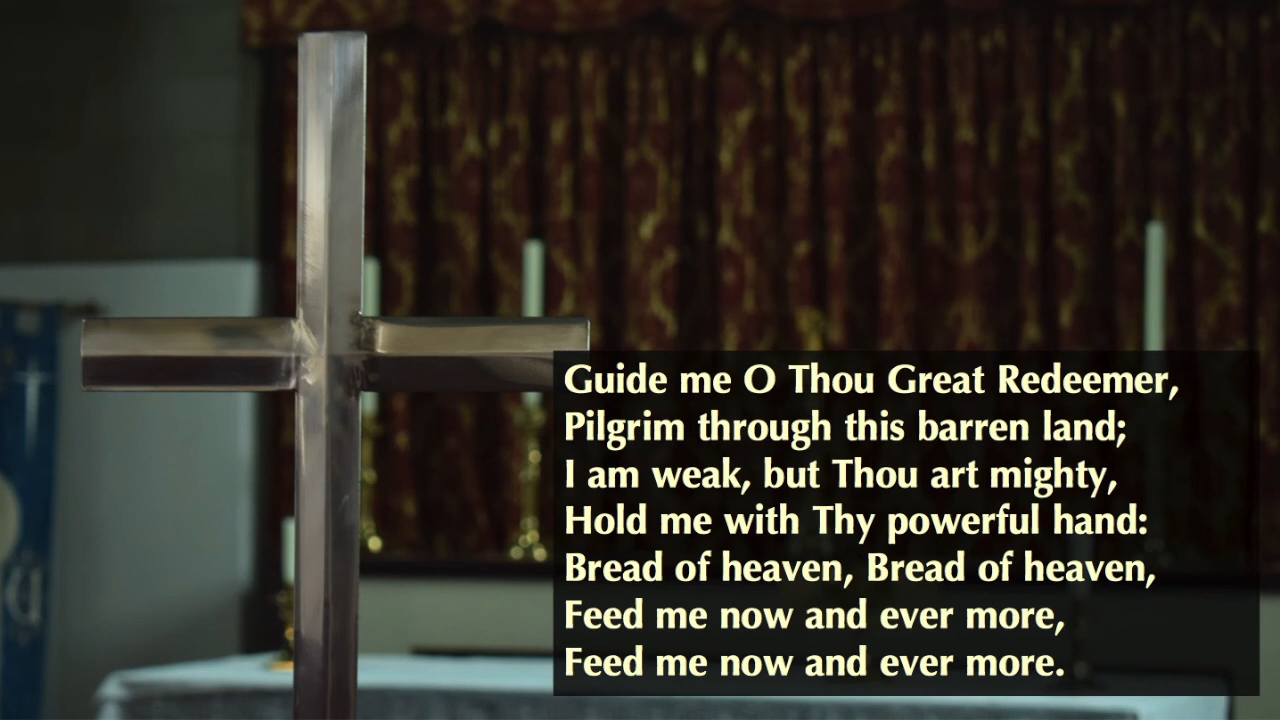 Guide me O Thou Great Redeemer,
Pilgrim through this barren land;
I am weak, but Thou art mighty,
Hold me with Thy powerful hand:
Bread of heaven, Bread of heaven,
Feed me now and ever more,
Feed me now and ever more.